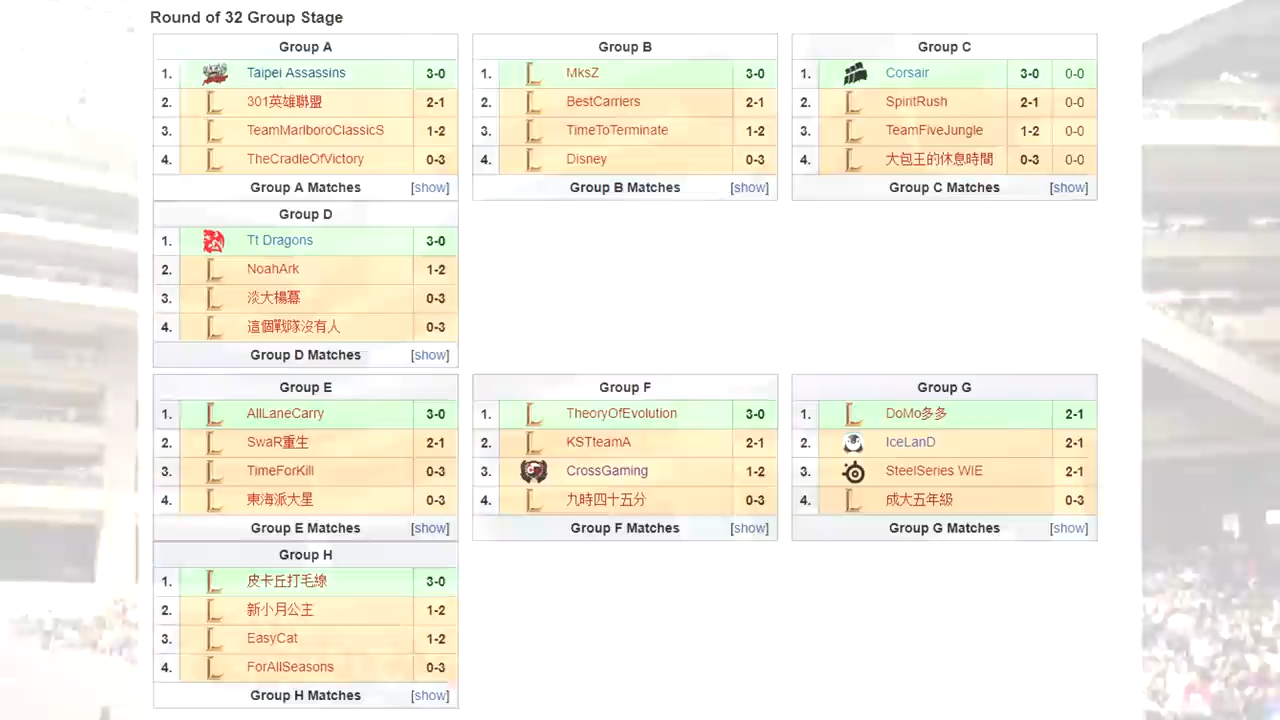 Round of 32 Group Stage
Group A
1. Taipei Assassins 3-0
2. 301英雄聯盟 2-1
3. TeamMarlboroClassicS 1-2
4. TheCradleOfVictory 0-3
Group A Matches [show]
Group B
1. MksZ 3-0
2. BestCarriers 2-1
3. TimeToTerminate 1-2
4. Disney 0-3
Group B Matches [show]
Group C
1. Corsair 3-0 0-0
2. SpiritRush 2-1 0-0
3. TeamFiveJungle 1-2 0-0
4. 大包王的休息時間 0-3 0-0
Group C Matches [show]
Group D
1. Tt Dragons 3-0
2. NoahArk 1-2
3. 淡大楊冪 0-3
4. 這個戰隊沒有人 0-3
Group D Matches [show]
Group E
1. AllLaneCarry 3-0
2. SwaR重生 2-1
3. TimeForKill 0-3
4. 東海派大星 0-3
Group E Matches [show]
Group F
1. TheoryOfEvolution 3-0
2. KSTteamA 2-1
3. CrossGaming 1-2
4. 九時四十五分 0-3
Group F Matches [show]
Group G
1. DoMo多多 2-1
2. IceLanD 2-1
3. SteelSeries WIE 2-1
4. 成大五年級 0-3
Group G Matches [show]
Group H
1. 皮卡丘打毛線 3-0
2. 新小月公主 1-2
3. EasyCat 1-2
4. ForAllSeasons 0-3
Group H Matches [show]